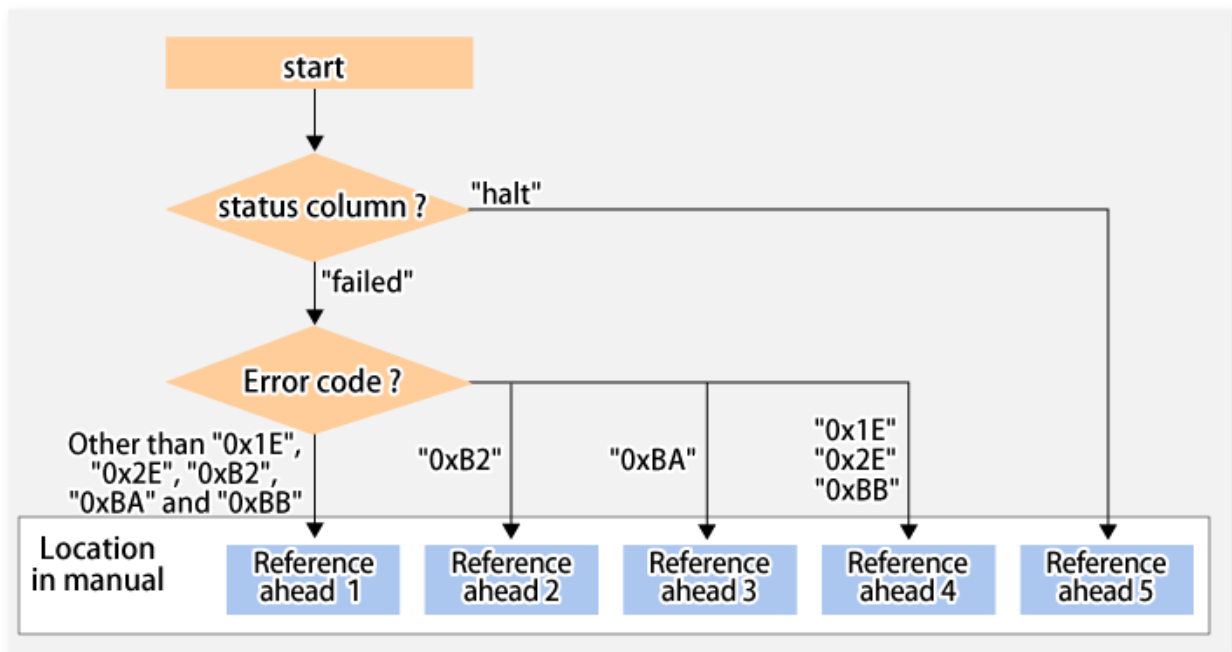 start
status column ?
"halt"
"failed"
Error code ?
Other than "0x1E",
"0x2E", "0xB2",
"0xBA" and "0xBB"
"0xB2"
"0xBA"
"0x1E"
"0x2E"
"0xBB"
Location
in manual
Reference
ahead 1
Reference
ahead 2
Reference
ahead 3
Reference
ahead 4
Reference
ahead 5